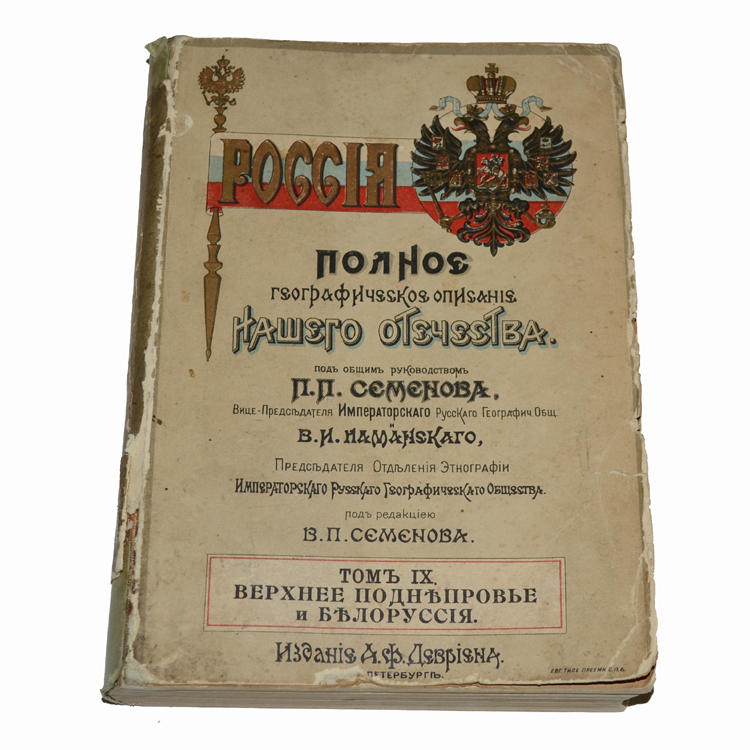 РОССІЯ
ПОЛНОЕ
ГЕОГРАФИЧЕСКОЕ ОПИСАНІЕ
НАШЕГО ОТЕЧЕСТВА.
ПОДЪ ОБЩИМЪ РУКОВОДСТВОМЪ
П.П. СЕМЕНОВА,
Вице-Предсѣдателя Императорскаго Русскаго Географич. Общ.
и
В.И. ЛАМАНСКАГО,
Предсѣдателя Отдѣленія Этнографіи
Императорскаго Русскаго Географическаго Общества.
подъ редакціею
В.П. СЕМЕНОВА.
ТОМЪ IX.
ВЕРХНЕЕ ПОДНѢПРОВЬЕ
и БѢЛОРУССІЯ.
Изданіе А.Ф. Девріена.
ПЕТЕРБУРГЪ.